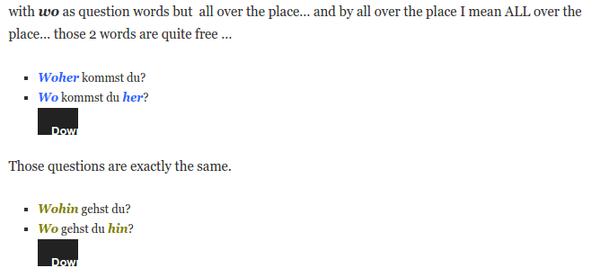 with wo as question words but  all over the place... and by all over the place I mean ALL over the
place... those 2 words are quite free ...
Woher kommst du?
Wo kommst du her?
Those questions are exactly the same.
Wohin gehst du?
Wo gehst du hin?